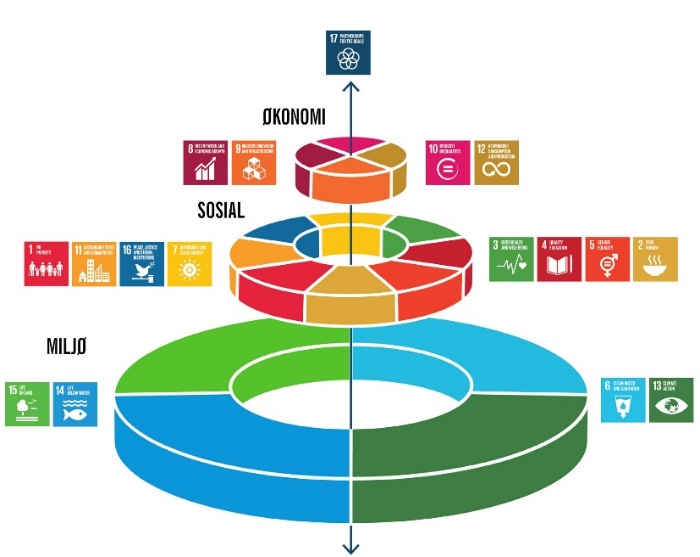 17 PARTNERSHIPS
FOR THE GOALS
ØKONOMI
8 DECENT WORK AND
ECONOMIC GROWTH
9 INDUSTRY, INNOVATION
AND INFRASTRUCTURE
10 REDUCED
INEQUALITIES
12 RESPONSIBLE
CONSUMPTION
AND PRODUCTION
SOSIAL
1 NO
POVERTY
11 SUSTAINABLE CITIES
AND COMMUNITIES
16 PEACE, JUSTICE
AND STRONG
INSTITUTIONS
7 AFFORDABLE AND
CLEAN ENERGY
3 GOOD HEALTH
AND WELL-BEING
4 QUALITY
EDUCATION
5 GENDER
EQUALITY
2 ZERO
HUNGER
MILJØ
15 LIFE
ON LAND
14 LIFE
BELOW WATER
6 CLEAN WATER
AND SANITATION
13 CLIMATE
ACTION